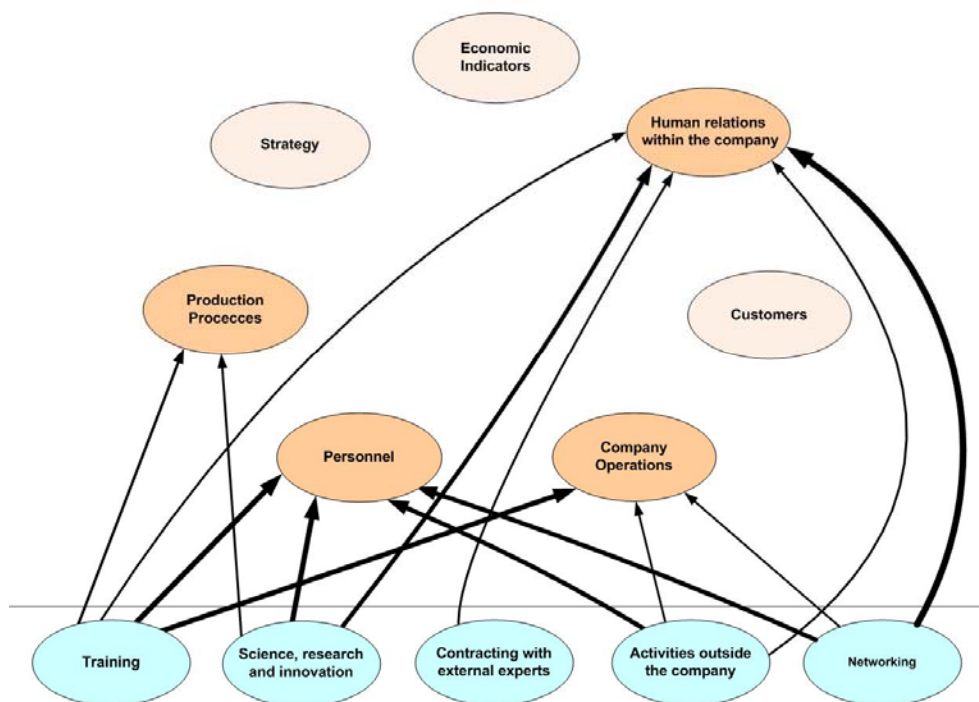 Economic
Indicators
Human relations
within the company
Strategy
Production
Procecces
Customers
Personnel
Company
Operations
Training
Science, research
and innovation
Contracting with
external experts
Activities outside
the company
Networking